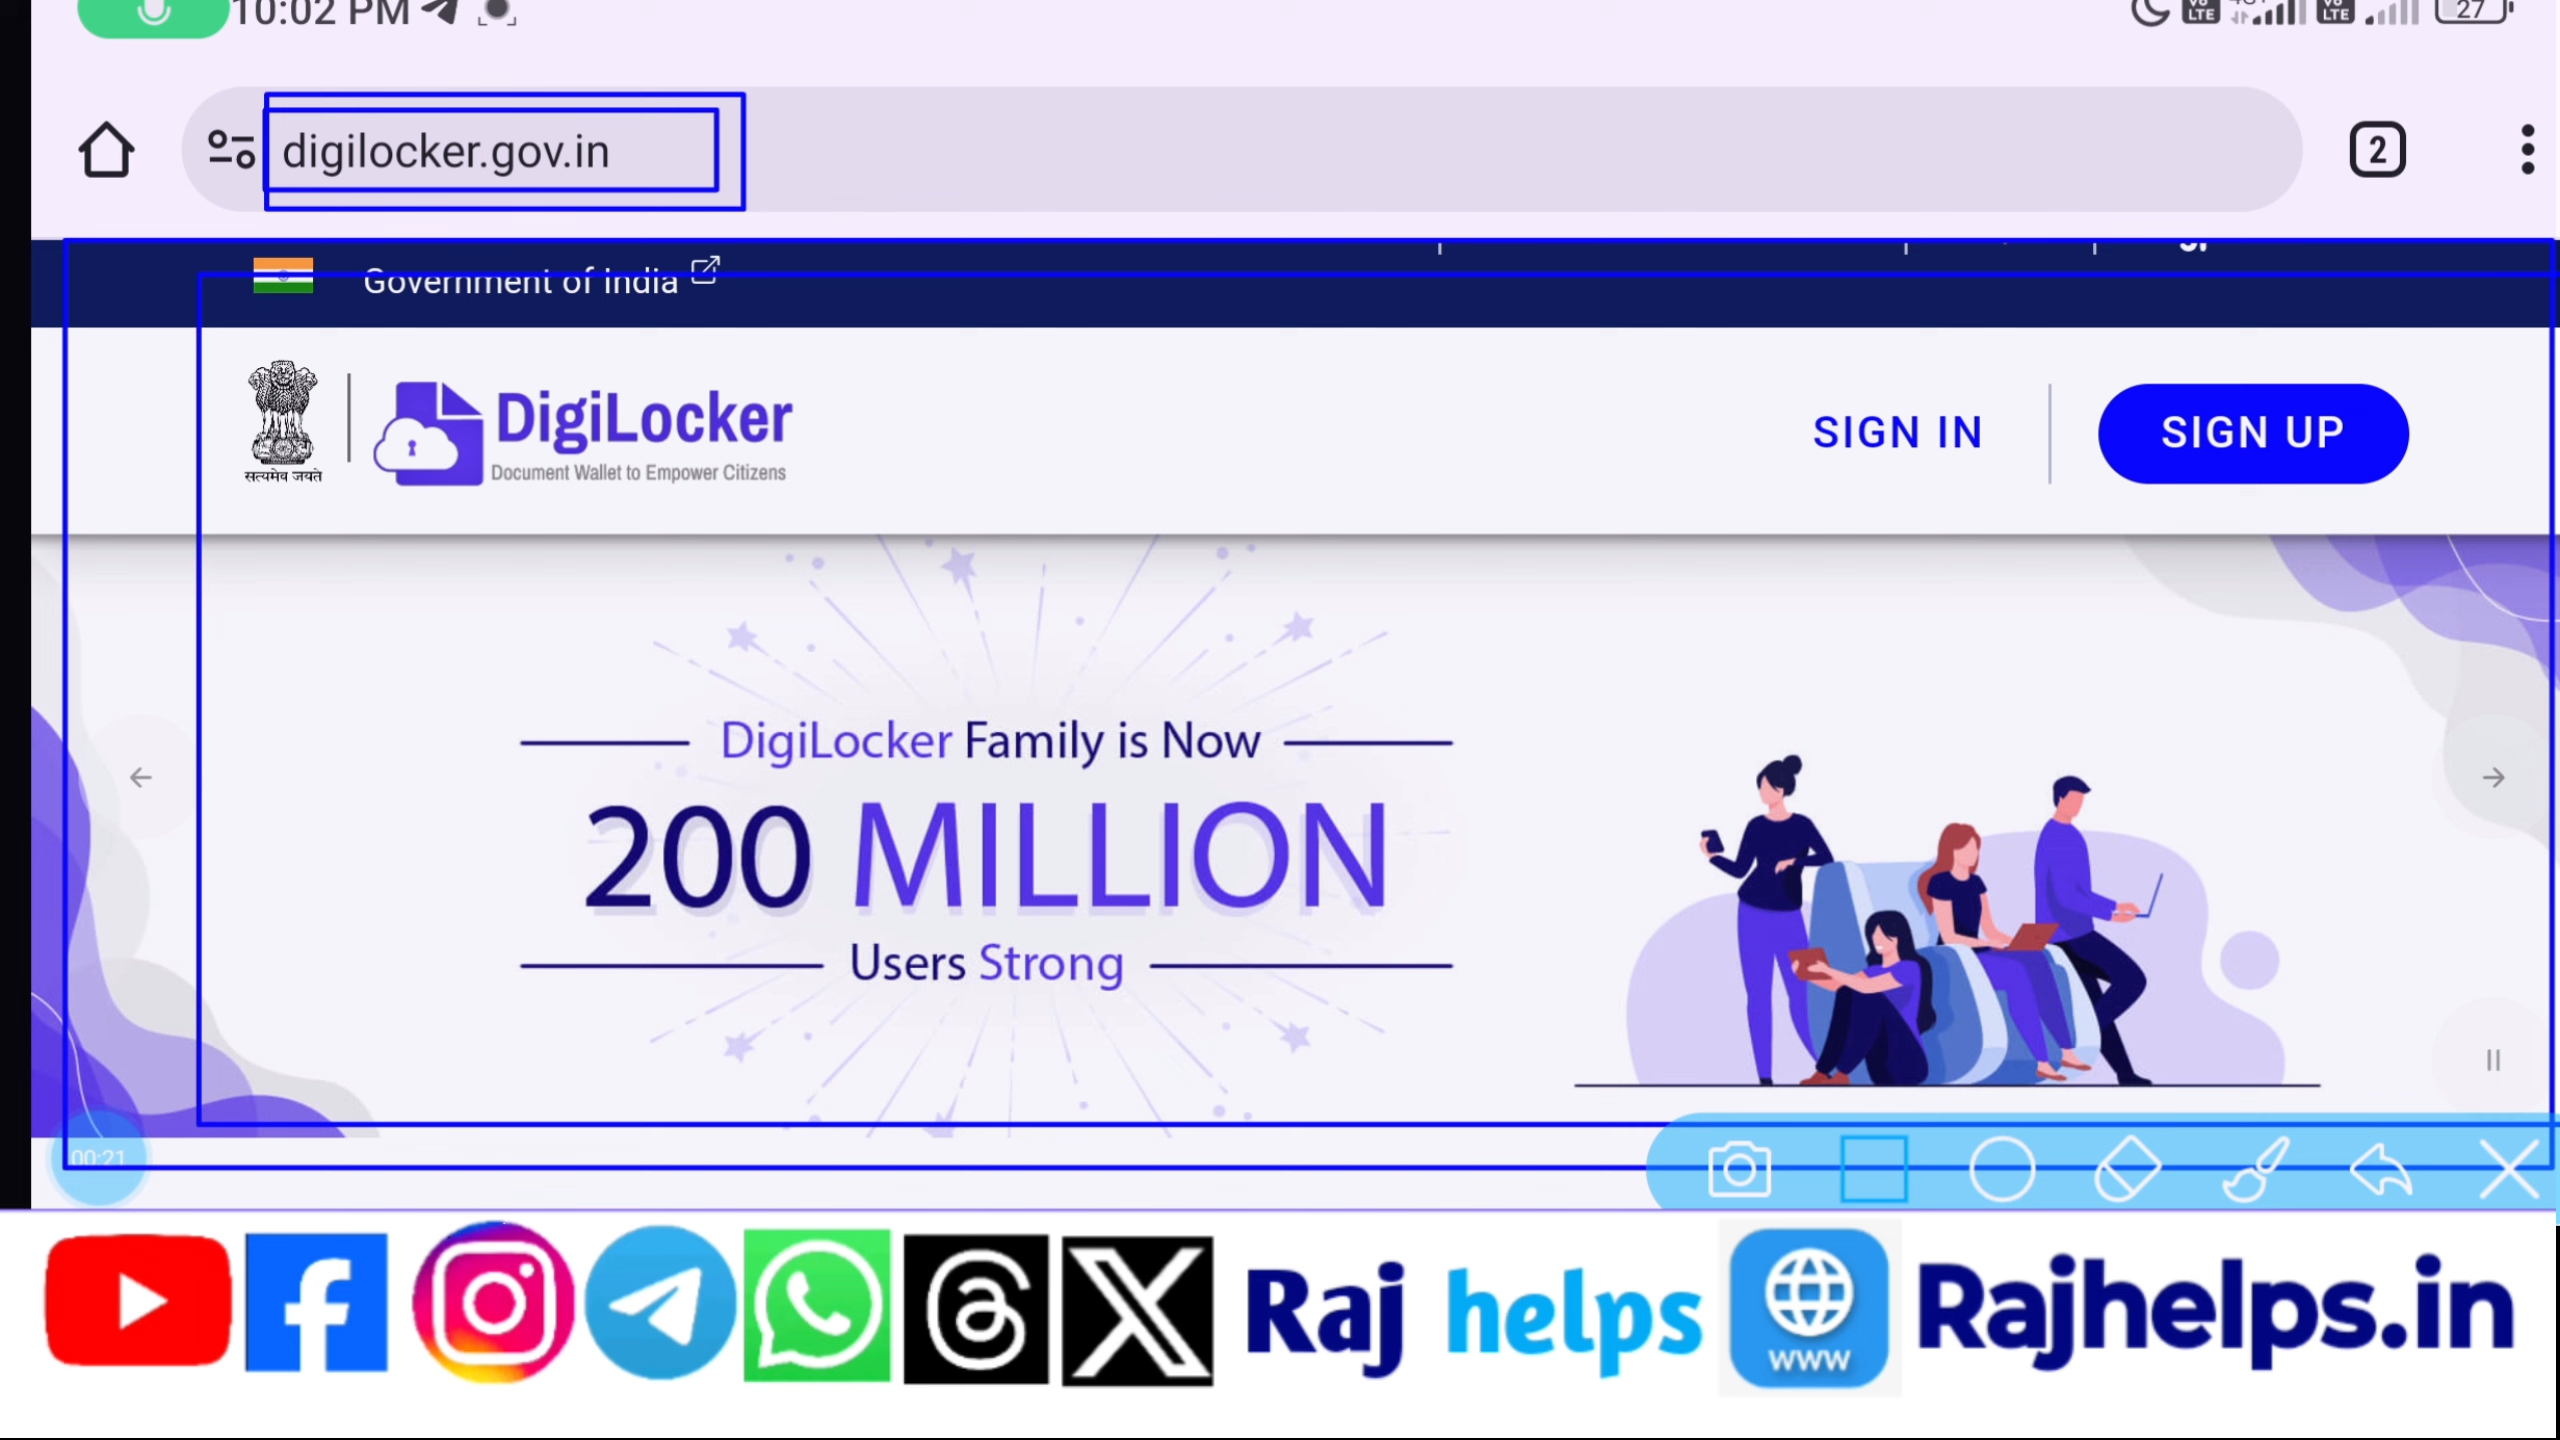 10:02 PM
27
digilocker.gov.in
2
Government of India
सत्यमेव जयते
DigiLocker
Document Wallet to Empower Citizens
SIGN IN
SIGN UP
DigiLocker Family is Now
200 MILLION
Users Strong
00:21
Raj helps
www
Rajhelps.in